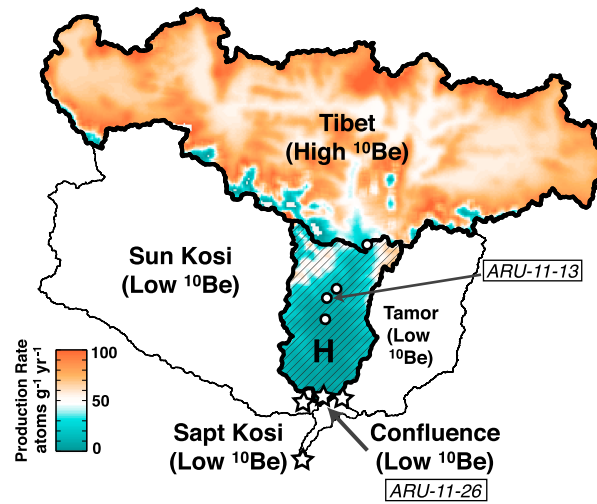 Tibet
(High ¹⁰Be)
Sun Kosi
(Low ¹⁰Be)
ARU-11-13
Tamor
(Low
¹⁰Be)
H
Production Rate
atoms g⁻¹ yr⁻¹
100
50
0
Sapt Kosi
(Low ¹⁰Be)
Confluence
(Low ¹⁰Be)
ARU-11-26